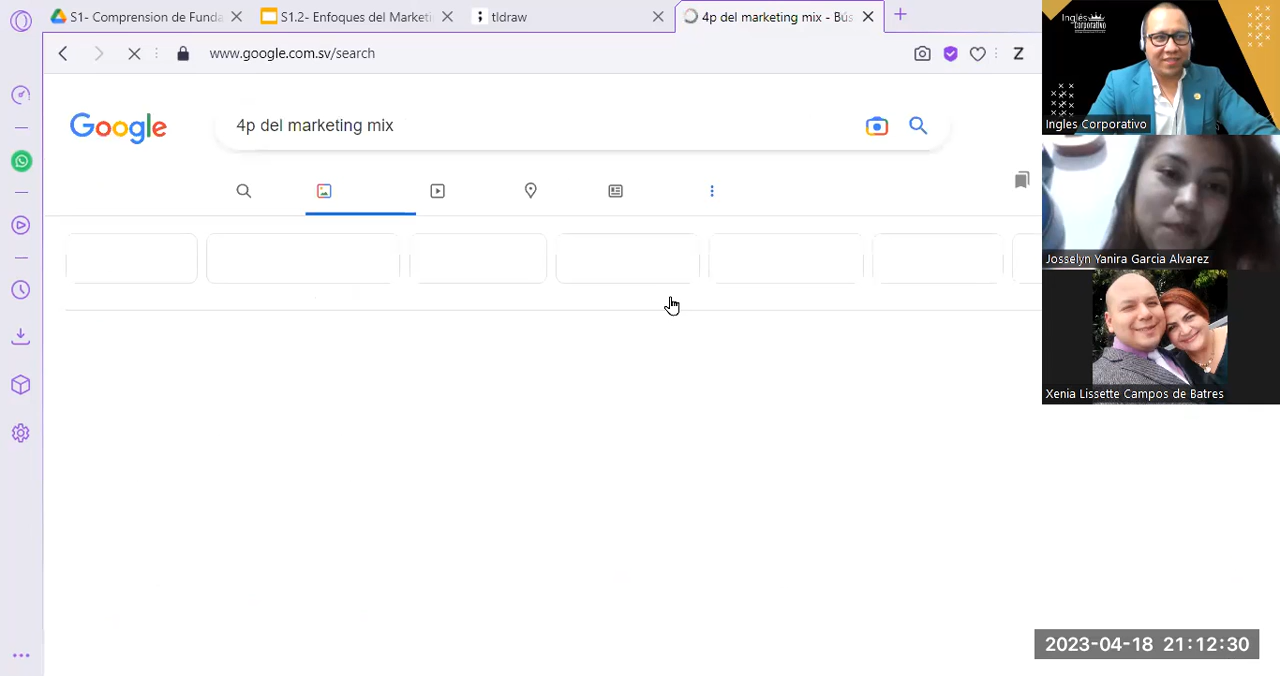 S1- Comprension de Funda
S1.2- Enfoques del Marketi
tldraw
4p del marketing mix - Bús
www.google.com.sv/search
Z
Google
4p del marketing mix
Inglés
Corporativo
Ingles Corporativo
Josselyn Yanira Garcia Alvarez
Xenia Lissette Campos de Batres
2023-04-18 21:12:30